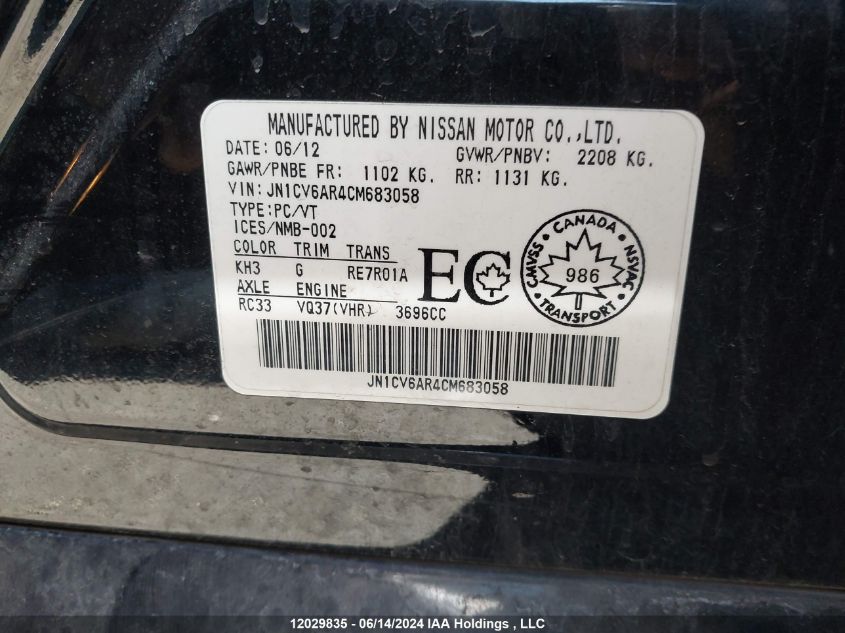 MANUFACTURED BY NISSAN MOTOR CO.,LTD.
DATE: 06/12 GVWR/PNBV: 2208 KG.
GAWR/PNBE FR: 1102 KG. RR: 1131 KG.
VIN: JN1CV6AR4CM683058
TYPE:PC/VT
ICES/NMB-002
COLOR TRIM TRANS
KH3 G RE7R01A
AXLE ENGINE
RC33 VQ37(VHR) 3696CC
EC
CANADA
CMVSS NSVAC
986
TRANSPORT
JN1CV6AR4CM683058
12029835 - 06/14/2024 IAA Holdings , LLC